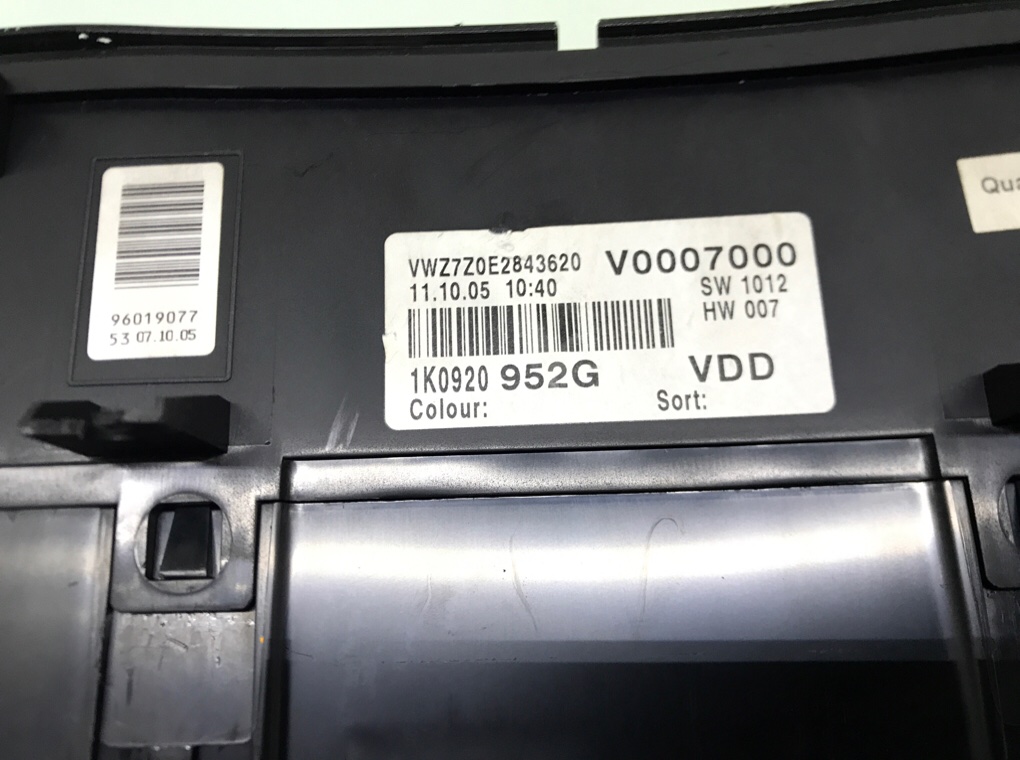 96019077
53 07.10.05
VWZ7Z0E2843620 V0007000
11.10.05 10:40 SW 1012
HW 007
1K0920 952G VDD
Colour: Sort: